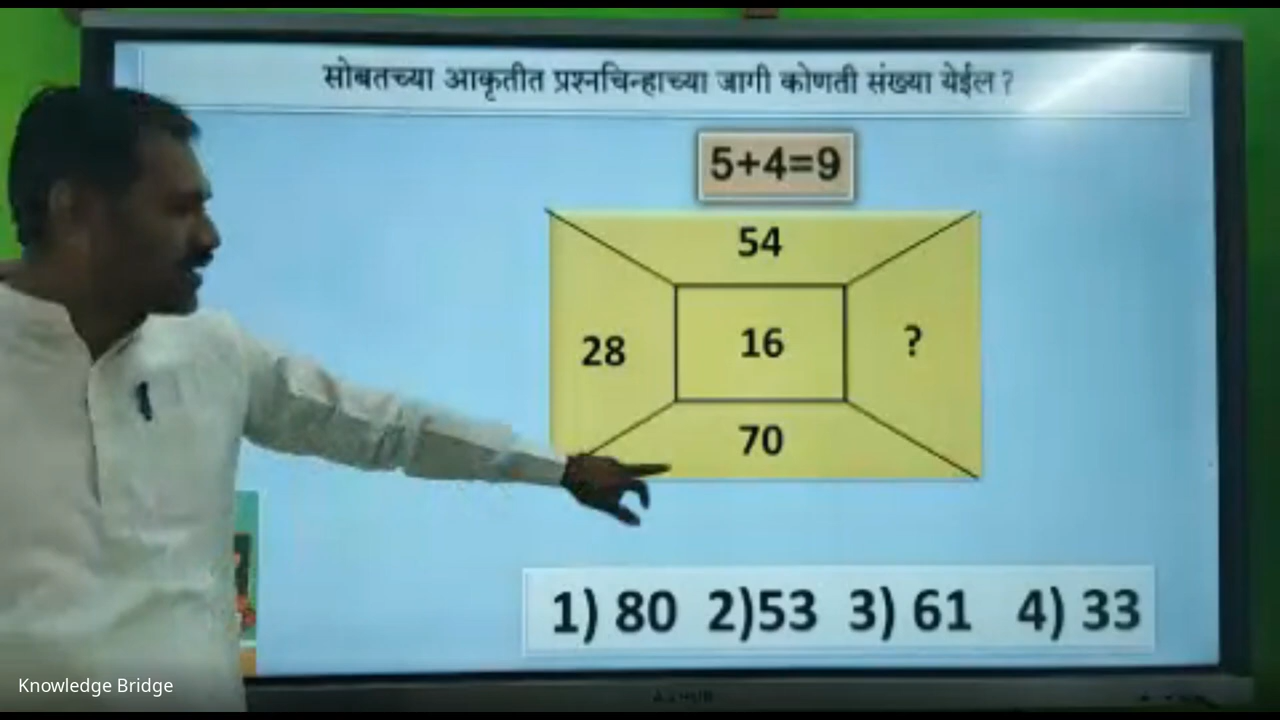 सोबतच्या आकृतीत प्रश्नचिन्हाच्या जागी कोणती संख्या येईल ?
5+4=9
54
28 16 ?
70
1) 80 2)53 3) 61 4) 33
Knowledge Bridge